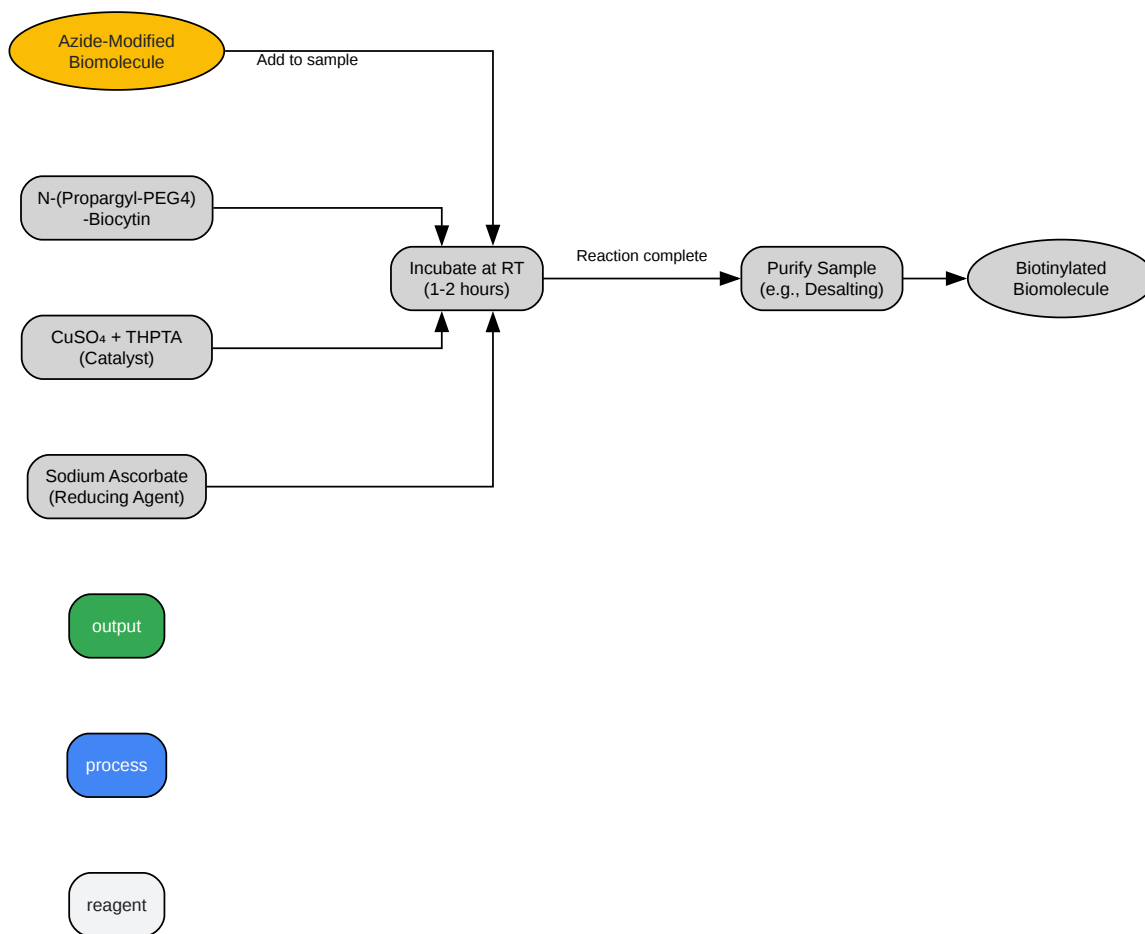 Azide-Modified
Biomolecule
Add to sample
N-(Propargyl-PEG4)
-Biocytin
Incubate at RT
(1-2 hours)
Reaction complete
Purify Sample
(e.g., Desalting)
Biotinylated
Biomolecule
CuSO₄ + THPTA
(Catalyst)
Sodium Ascorbate
(Reducing Agent)
output
process
reagent